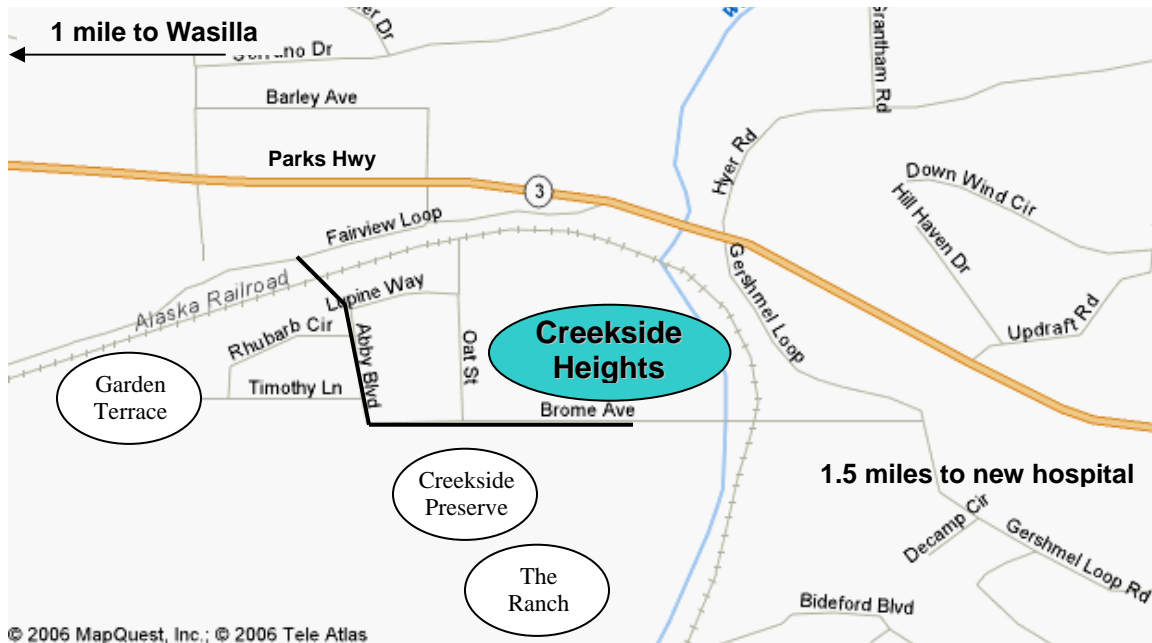 1 mile to Wasilla
Serrano Dr
Dr
Grantham Rd
Barley Ave
Parks Hwy
3
Hyer Rd
Down Wind Cir
Hill Haven Dr
Fairview Loop
Gershmel Loop
Alaska Railroad
Lupine Way
Updraft Rd
Creekside
Heights
Rhubarb Cir
Abby Blvd
Oat St
Garden
Terrace
Timothy Ln
Brome Ave
Creekside
Preserve
1.5 miles to new hospital
Decamp Cir
Gershmel Loop Rd
The
Ranch
Bideford Blvd
© 2006 MapQuest, Inc.; © 2006 Tele Atlas